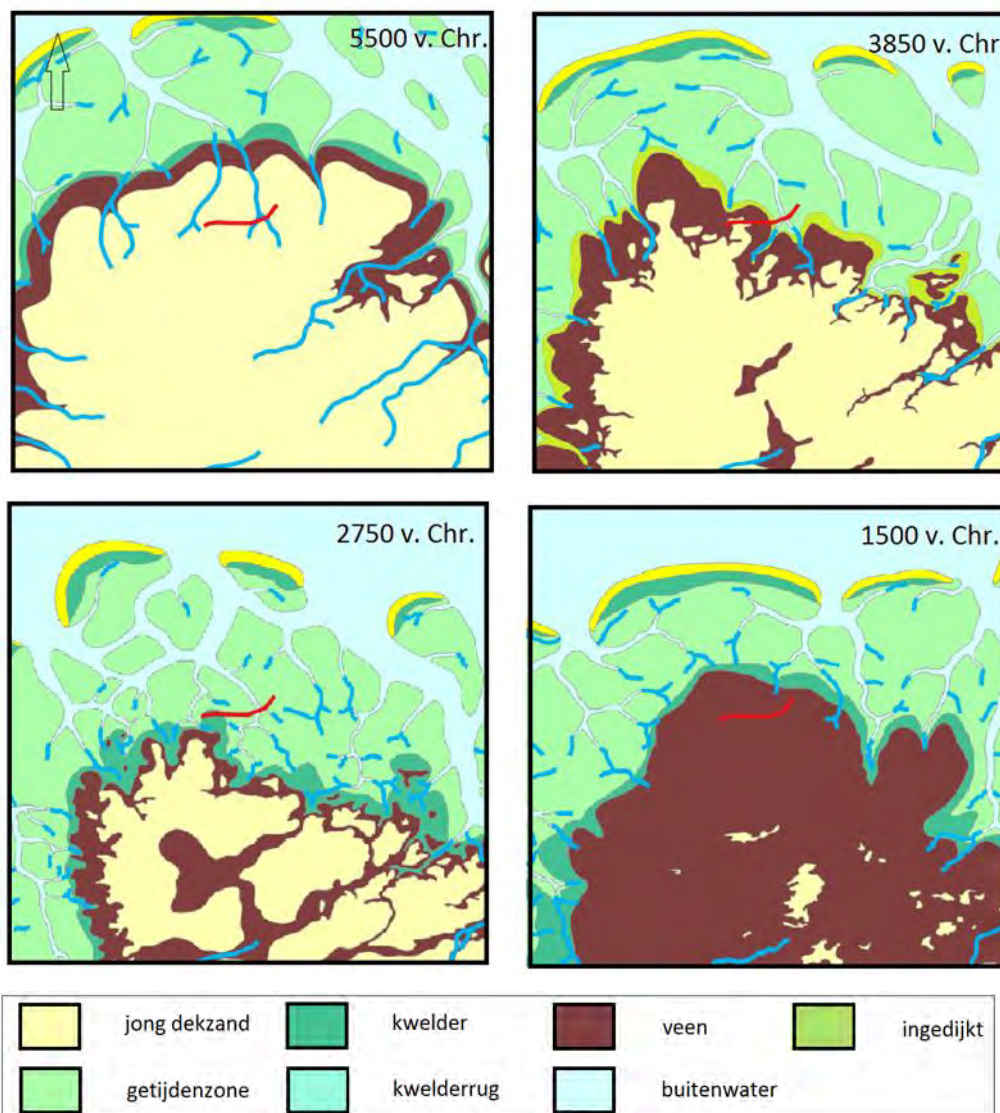 5500 v. Chr.
3850 v. Chr.
2750 v. Chr.
1500 v. Chr.
jong dekzand
kwelder
veen
ingedijkt
getijdenzone
kwelderrug
buitenwater